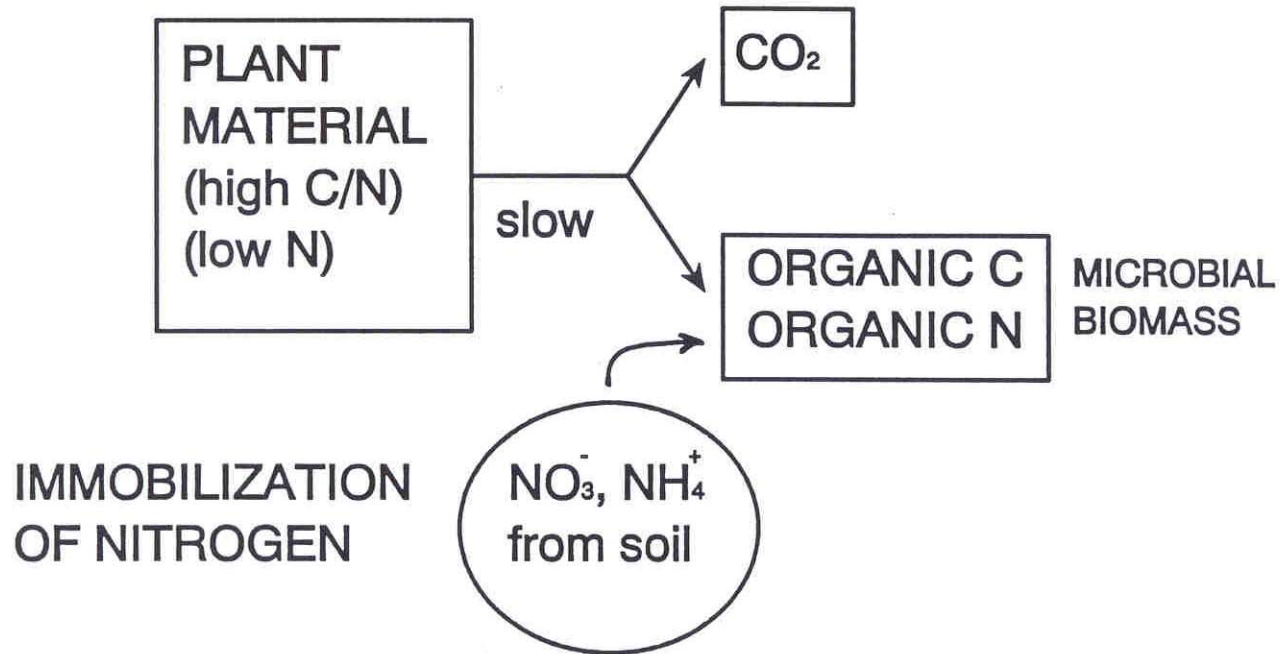 PLANT
MATERIAL
(high C/N)
(low N)
slow
CO₂
ORGANIC C
ORGANIC N
MICROBIAL
BIOMASS
IMMOBILIZATION
OF NITROGEN
NO₃⁻, NH₄⁺
from soil